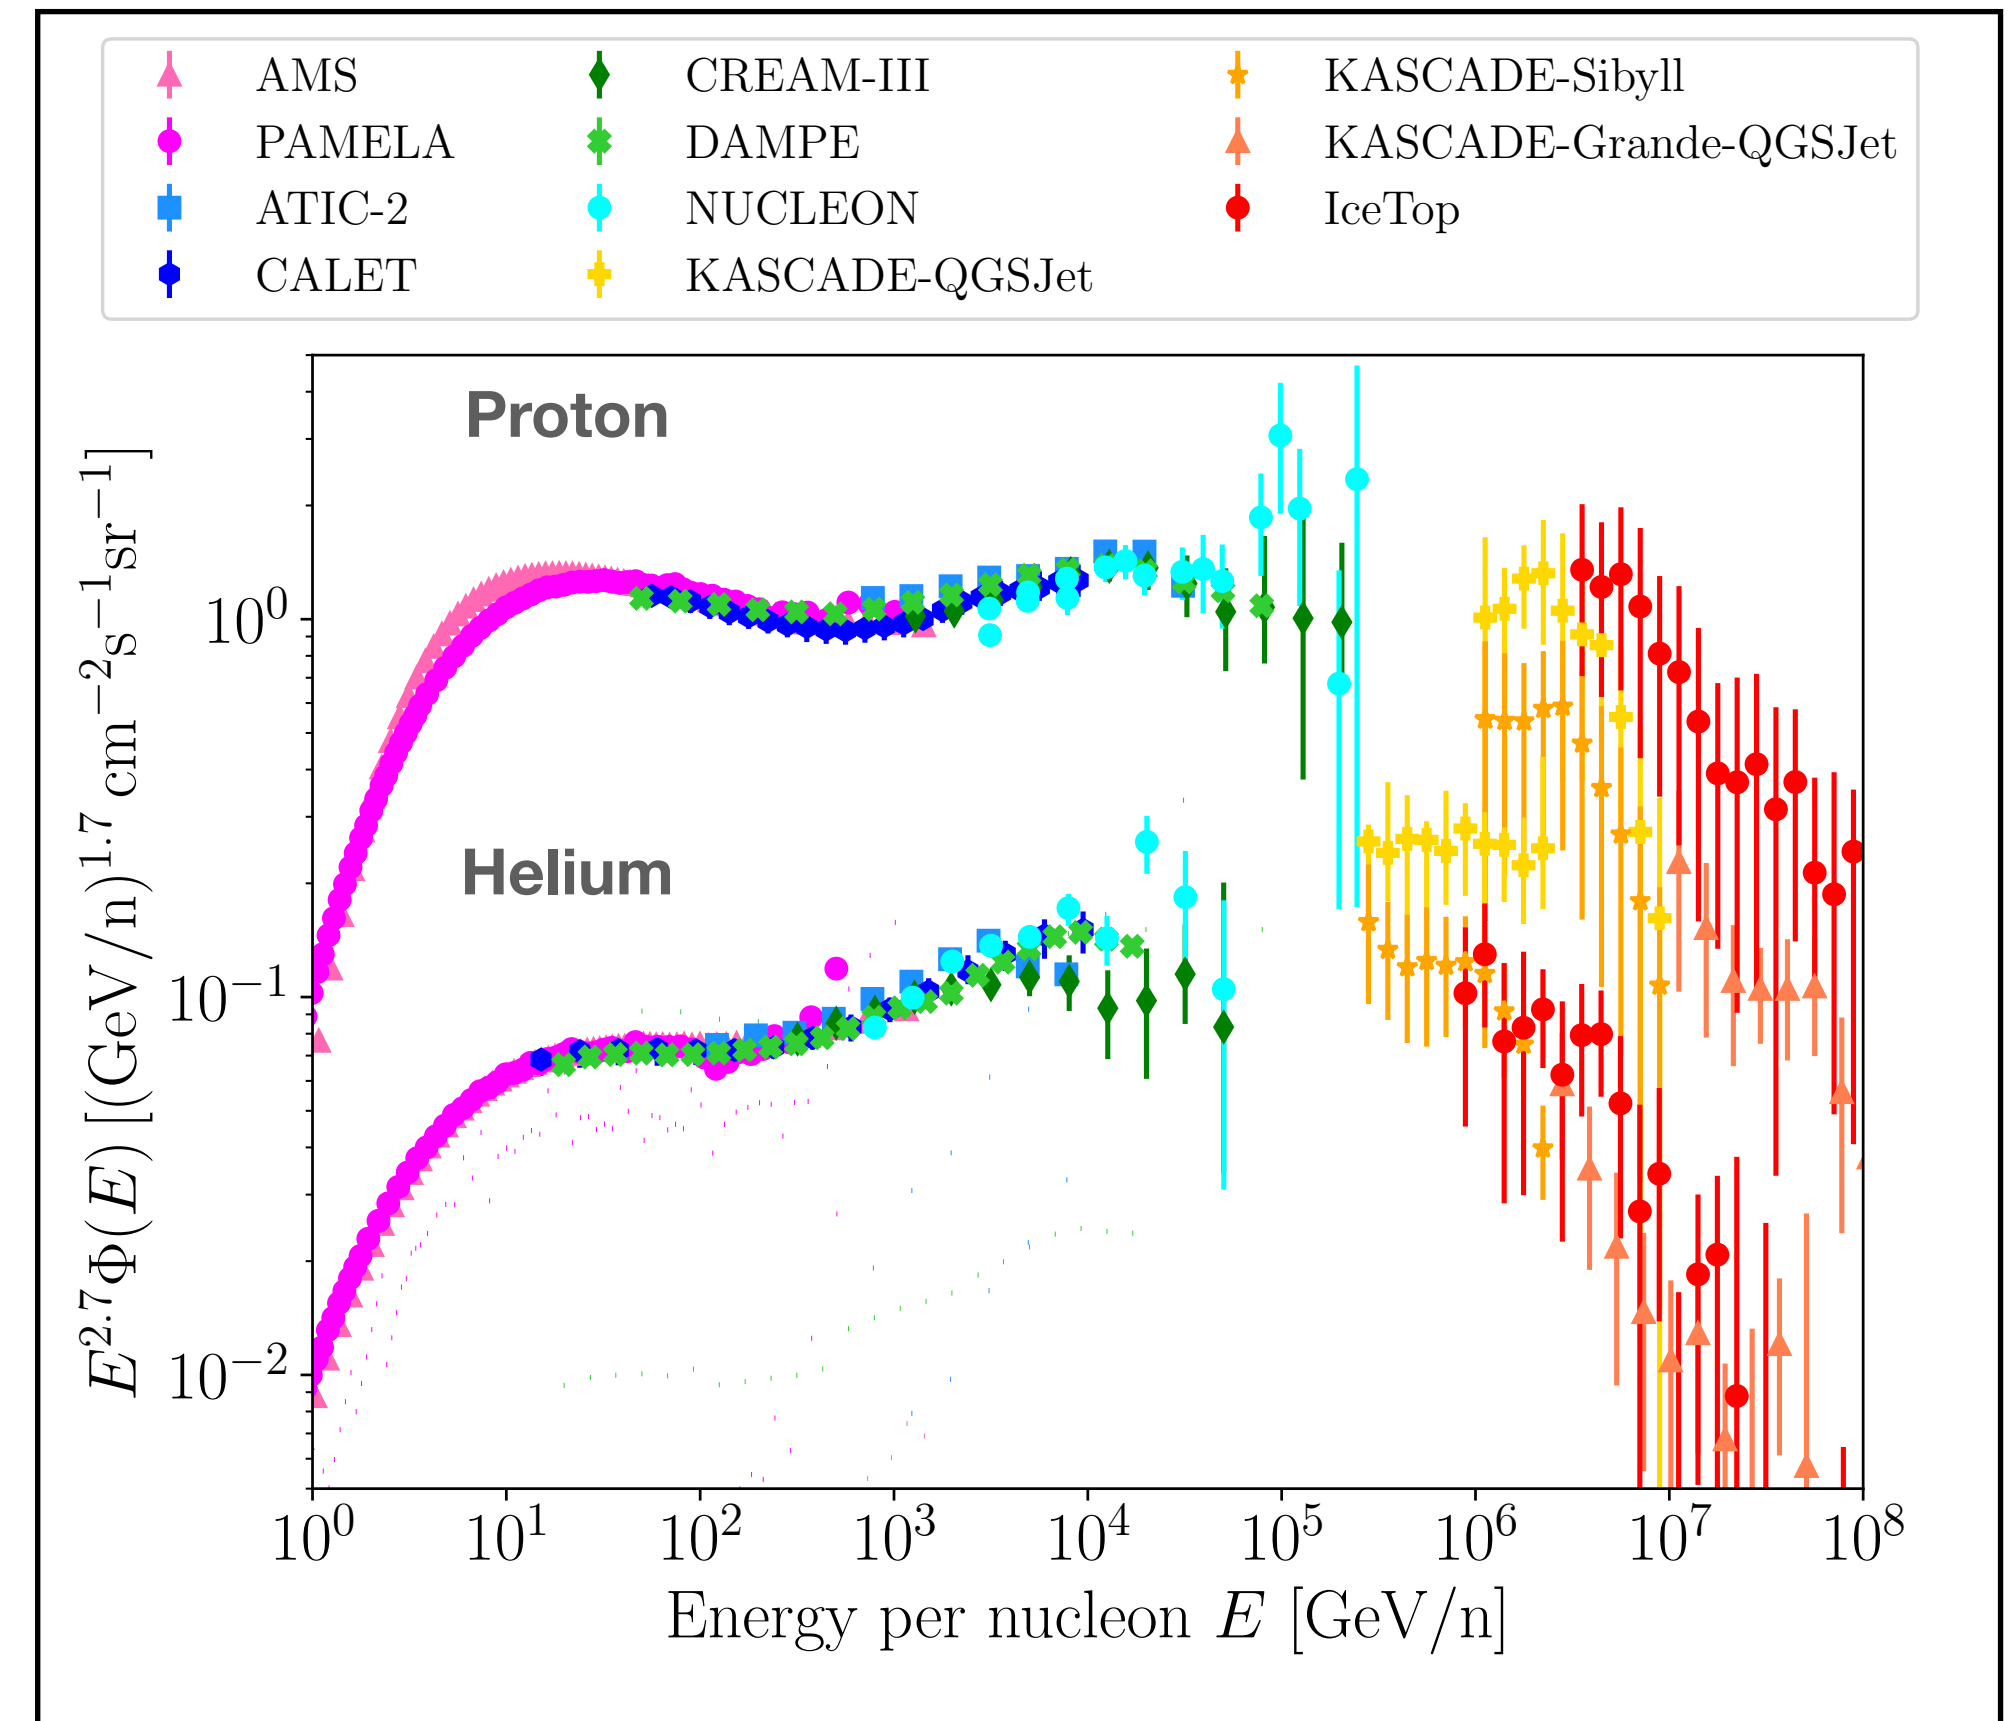 AMS
PAMELA
ATIC-2
CALET
CREAM-III
DAMPE
NUCLEON
KASCADE-QGSJet
KASCADE-Sibyll
KASCADE-Grande-QGSJet
IceTop
Proton
Helium
E^{2.7}Φ(E) [(GeV/n)^{1.7} cm^{−2}s^{−1}sr^{−1}]
10^0
10^{−1}
10^{−2}
10^0 10^1 10^2 10^3 10^4 10^5 10^6 10^7 10^8
Energy per nucleon E [GeV/n]